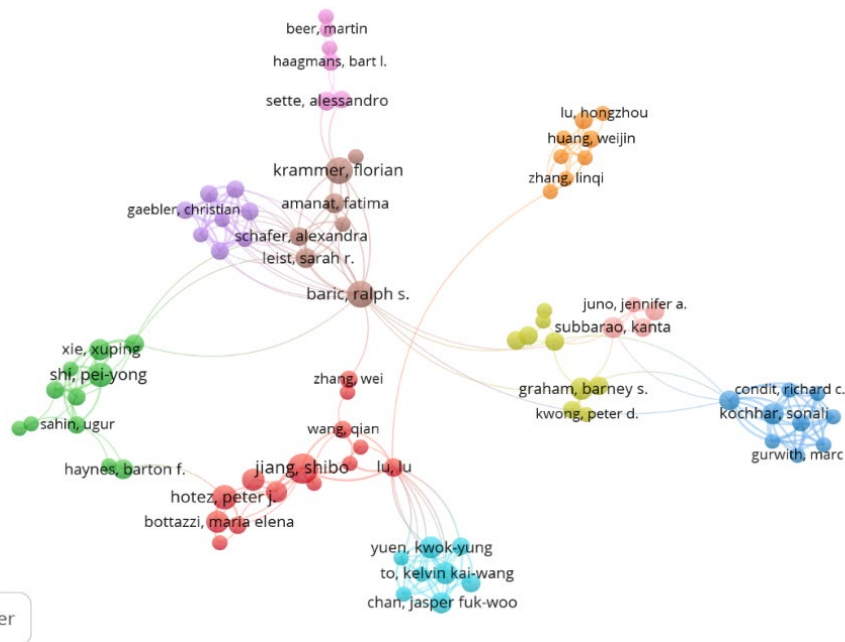 beer, martin
haagmans, bart l.
sette, alessandro
lu, hongzhou
huang, weijin
krammer, florian
zhang, linqi
amanat, fatima
gaebler, christian
schafer, alexandra
leist, sarah r.
baric, ralph s.
juno, jennifer a.
subbarao, kanta
xie, xuping
shi, pei-yong
zhang, wei
graham, barney s.
condit, richard c.
kwong, peter d.
kochhar, sonali
sahin, ugur
wang, qian
gurwith, marc
haynes, barton f.
jiang, shibo
lu, lu
hotez, peter j.
bottazzi, maria elena
yuen, kwok-yung
to, kelvin kai-wang
chan, jasper fuk-woo
er